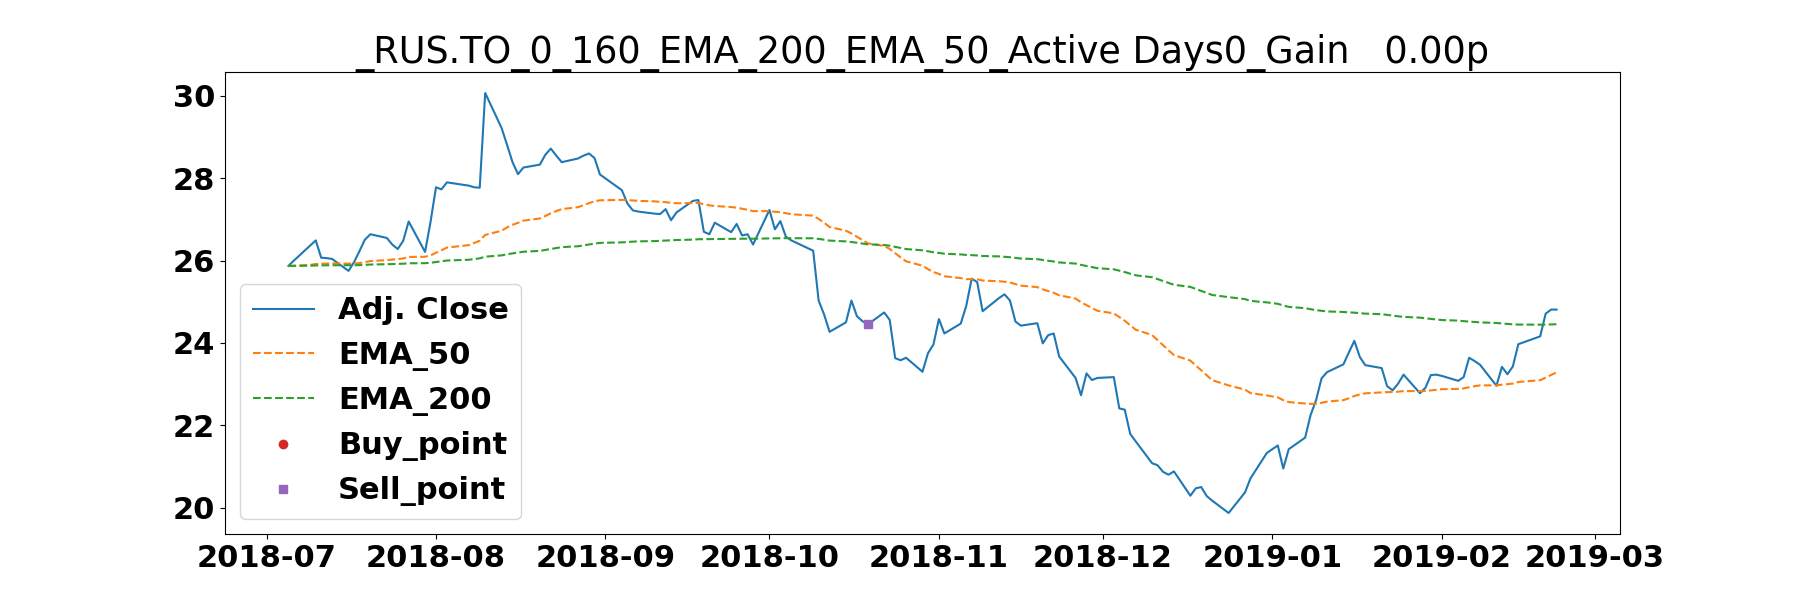 _RUS.TO_0_160_EMA_200_EMA_50_Active Days0_Gain   0.00p
30
28
26
24
22
20
Adj. Close
EMA_50
EMA_200
Buy_point
Sell_point
2018-07 2018-08 2018-09 2018-10 2018-11 2018-12 2019-01 2019-02 2019-03